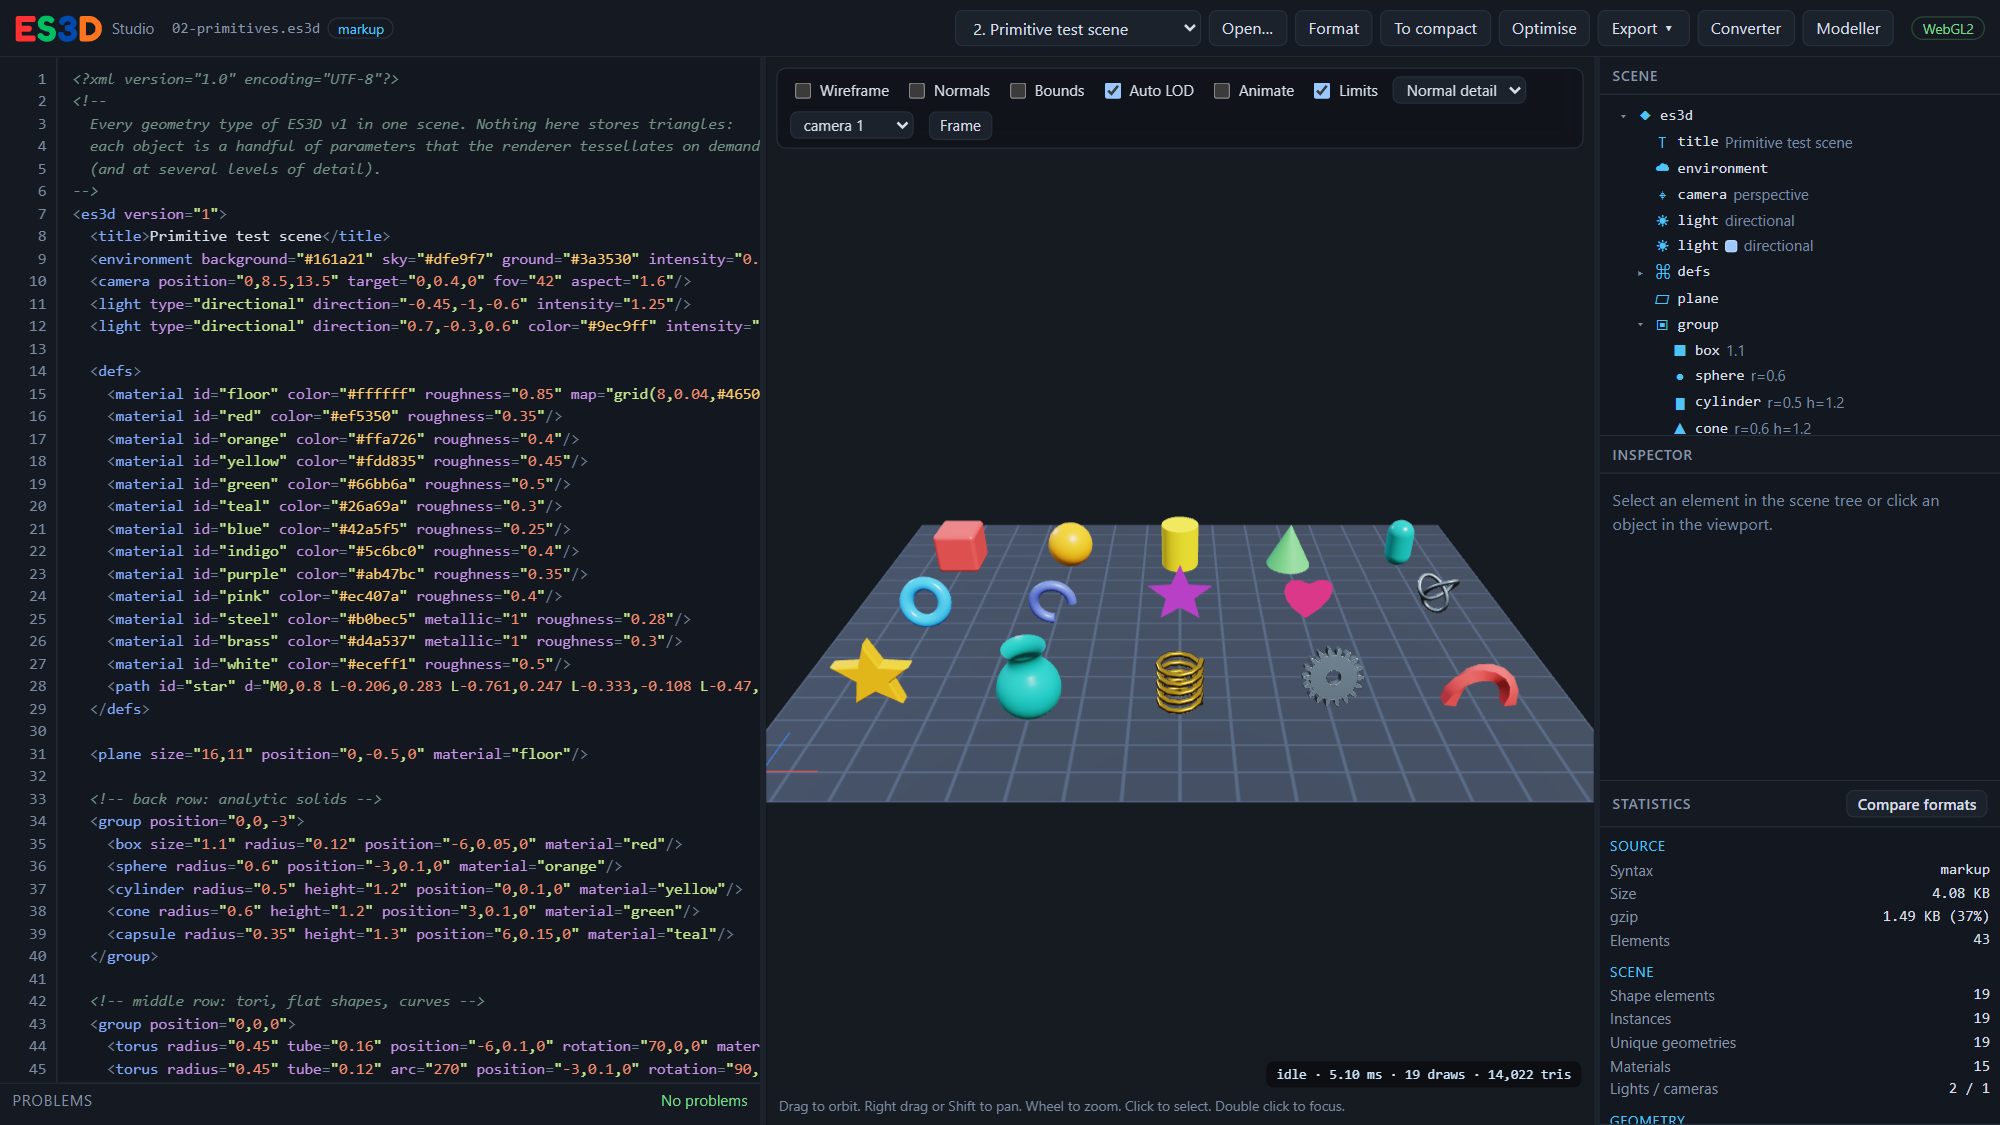 ES3D Studio 02-primitives.es3d markup 2. Primitive test scene Open... Format To compact Optimise Export ▾ Converter Modeller WebGL2
1 <?xml version="1.0" encoding="UTF-8"?>
2 <!--
3 Every geometry type of ES3D v1 in one scene. Nothing here stores triangles:
4 each object is a handful of parameters that the renderer tessellates on demand
5 (and at several levels of detail).
6 -->
7 <es3d version="1">
8 <title>Primitive test scene</title>
9 <environment background="#161a21" sky="#dfe9f7" ground="#3a3530" intensity="0.
10 <camera position="0,8.5,13.5" target="0,0.4,0" fov="42" aspect="1.6"/>
11 <light type="directional" direction="-0.45,-1,-0.6" intensity="1.25"/>
12 <light type="directional" direction="0.7,-0.3,0.6" color="#9ec9ff" intensity="
13
14 <defs>
15 <material id="floor" color="#ffffff" roughness="0.85" map="grid(8,0.04,#4650
16 <material id="red" color="#ef5350" roughness="0.35"/>
17 <material id="orange" color="#ffa726" roughness="0.4"/>
18 <material id="yellow" color="#fdd835" roughness="0.45"/>
19 <material id="green" color="#66bb6a" roughness="0.5"/>
20 <material id="teal" color="#26a69a" roughness="0.3"/>
21 <material id="blue" color="#42a5f5" roughness="0.25"/>
22 <material id="indigo" color="#5c6bc0" roughness="0.4"/>
23 <material id="purple" color="#ab47bc" roughness="0.35"/>
24 <material id="pink" color="#ec407a" roughness="0.4"/>
25 <material id="steel" color="#b0bec5" metallic="1" roughness="0.28"/>
26 <material id="brass" color="#d4a537" metallic="1" roughness="0.3"/>
27 <material id="white" color="#eceff1" roughness="0.5"/>
28 <path id="star" d="M0,0.8 L-0.206,0.283 L-0.761,0.247 L-0.333,-0.108 L-0.47,
29 </defs>
30
31 <plane size="16,11" position="0,-0.5,0" material="floor"/>
32
33 <!-- back row: analytic solids -->
34 <group position="0,0,-3">
35 <box size="1.1" radius="0.12" position="-6,0.05,0" material="red"/>
36 <sphere radius="0.6" position="-3,0.1,0" material="orange"/>
37 <cylinder radius="0.5" height="1.2" position="0,0.1,0" material="yellow"/>
38 <cone radius="0.6" height="1.2" position="3,0.1,0" material="green"/>
39 <capsule radius="0.35" height="1.3" position="6,0.15,0" material="teal"/>
40 </group>
41
42 <!-- middle row: tori, flat shapes, curves -->
43 <group position="0,0,0">
44 <torus radius="0.45" tube="0.16" position="-6,0.1,0" rotation="70,0,0" mater
45 <torus radius="0.45" tube="0.12" arc="270" position="-3,0.1,0" rotation="90,
PROBLEMS No problems
Wireframe Normals Bounds Auto LOD Animate Limits Normal detail
camera 1 Frame
idle · 5.10 ms · 19 draws · 14,022 tris
Drag to orbit. Right drag or Shift to pan. Wheel to zoom. Click to select. Double click to focus.
SCENE
es3d
title Primitive test scene
environment
camera perspective
light directional
light directional
defs
plane
group
box 1.1
sphere r=0.6
cylinder r=0.5 h=1.2
cone r=0.6 h=1.2
INSPECTOR
Select an element in the scene tree or click an
object in the viewport.
STATISTICS Compare formats
SOURCE
Syntax markup
Size 4.08 KB
gzip 1.49 KB (37%)
Elements 43
SCENE
Shape elements 19
Instances 19
Unique geometries 19
Materials 15
Lights / cameras 2 / 1
GEOMETRY